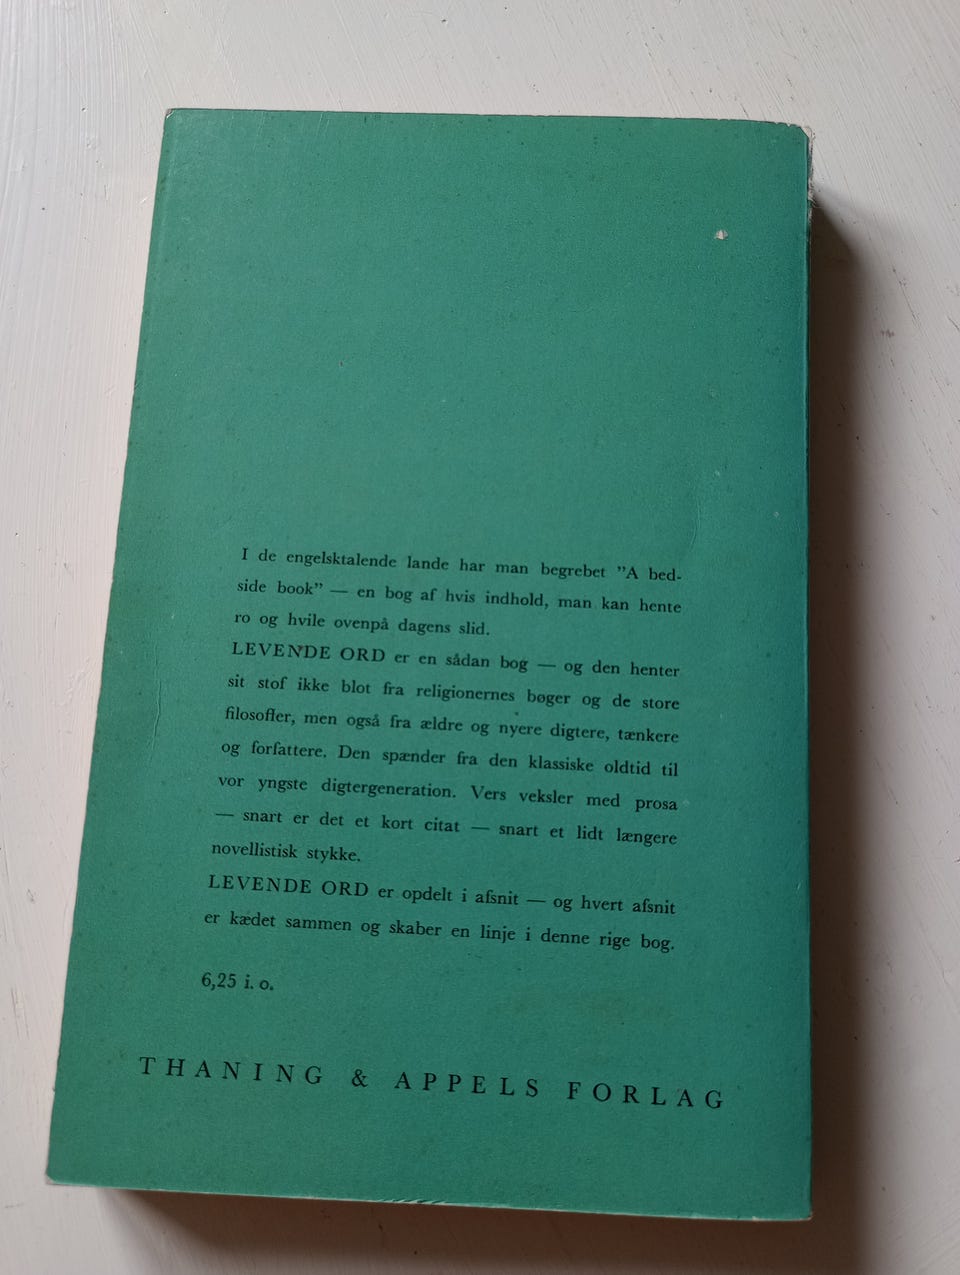 I de engelsktalende lande har man begrebet ”A bed-
side book” — en bog af hvis indhold, man kan hente
ro og hvile ovenpå dagens slid.
LEVENDE ORD er en sådan bog — og den henter
sit stof ikke blot fra religionernes bøger og de store
filosoffer, men også fra ældre og nyere digtere, tænkere
og forfattere. Den spænder fra den klassiske oldtid til
vor yngste digtergeneration. Vers veksler med prosa
— snart er det et kort citat — snart et lidt længere
novellistisk stykke.
LEVENDE ORD er opdelt i afsnit — og hvert afsnit
er kædet sammen og skaber en linje i denne rige bog.
6,25 i. o.
THANING & APPELS FORLAG